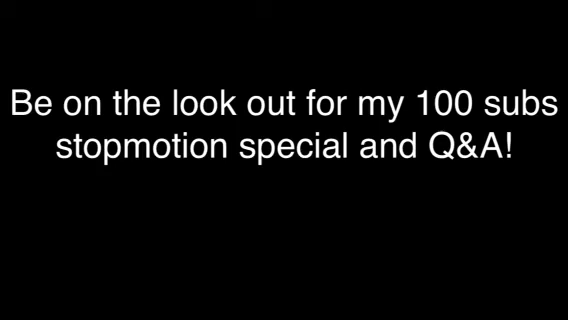 Be on the look out for my 100 subs
stopmotion special and Q&A!